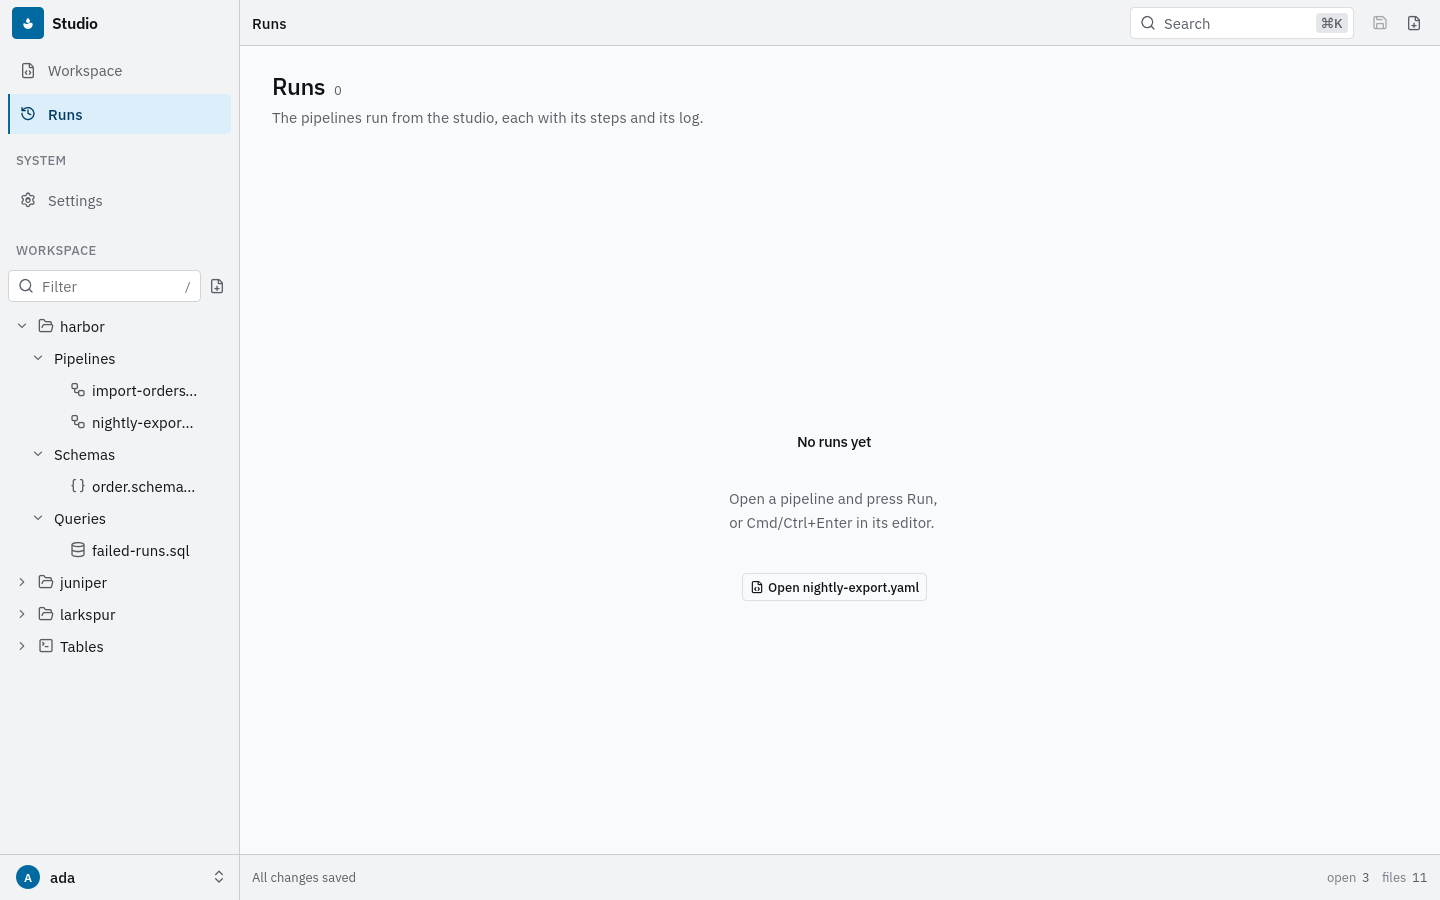 Studio
Workspace
Runs
SYSTEM
Settings
WORKSPACE
Filter /
harbor
Pipelines
import-orders...
nightly-expor...
Schemas
order.schema...
Queries
failed-runs.sql
juniper
larkspur
Tables
A ada
Runs
Search ⌘K
Runs 0
The pipelines run from the studio, each with its steps and its log.
No runs yet
Open a pipeline and press Run,
or Cmd/Ctrl+Enter in its editor.
Open nightly-export.yaml
All changes saved
open 3 files 11